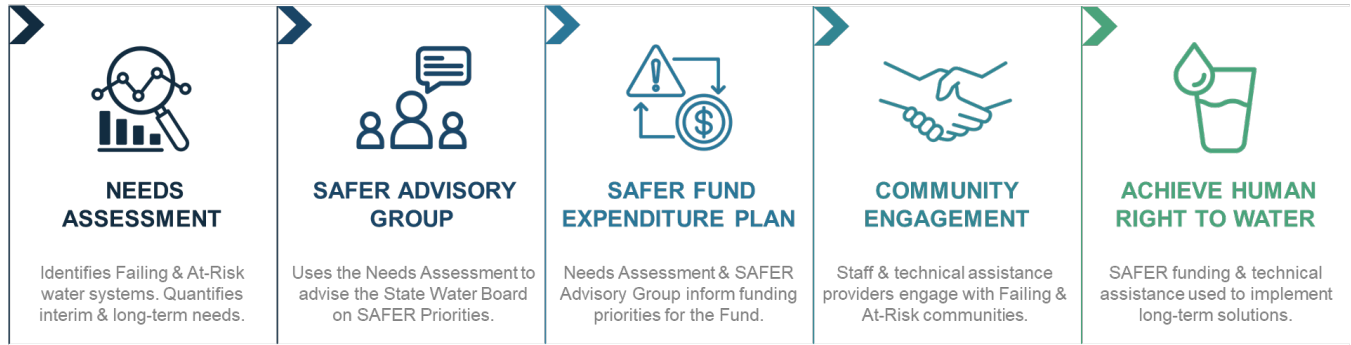 NEEDS
ASSESSMENT
Identifies Failing & At-Risk
water systems. Quantifies
interim & long-term needs.
SAFER ADVISORY
GROUP
Uses the Needs Assessment to
advise the State Water Board
on SAFER Priorities.
$
SAFER FUND
EXPENDITURE PLAN
Needs Assessment & SAFER
Advisory Group inform funding
priorities for the Fund.
COMMUNITY
ENGAGEMENT
Staff & technical assistance
providers engage with Failing &
At-Risk communities.
ACHIEVE HUMAN
RIGHT TO WATER
SAFER funding & technical
assistance used to implement
long-term solutions.